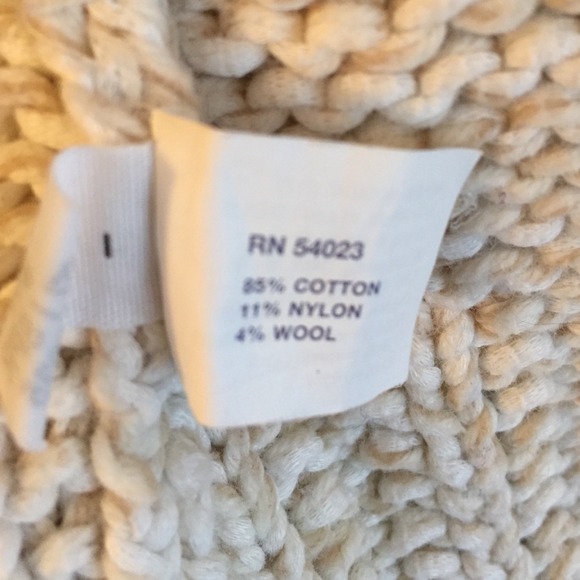 RN 54023
85% COTTON
11% NYLON
4% WOOL